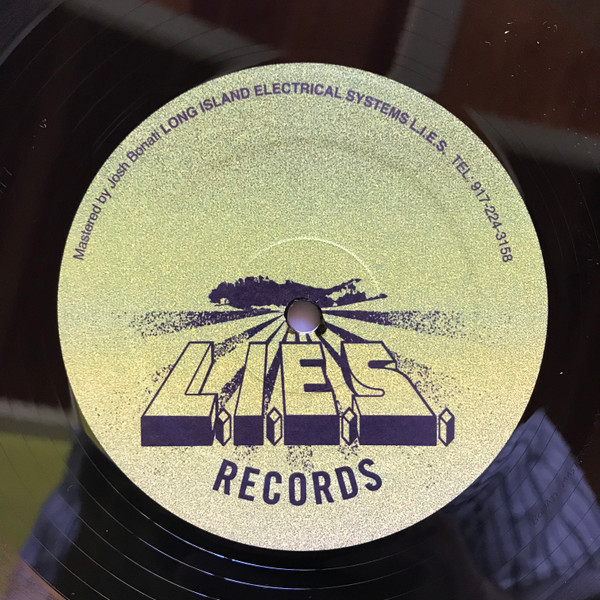 Mastered by Josh Bonati LONG ISLAND ELECTRICAL SYSTEMS L.I.E.S. TEL. 917-224-3158
L.I.E.S.
RECORDS